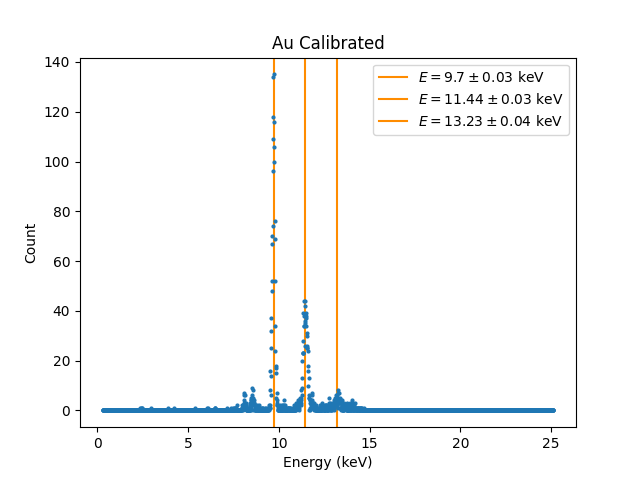 Au Calibrated
E = 9.7 ± 0.03 keV
E = 11.44 ± 0.03 keV
E = 13.23 ± 0.04 keV
140
120
100
80
60
40
20
0
Count
0 5 10 15 20 25
Energy (keV)